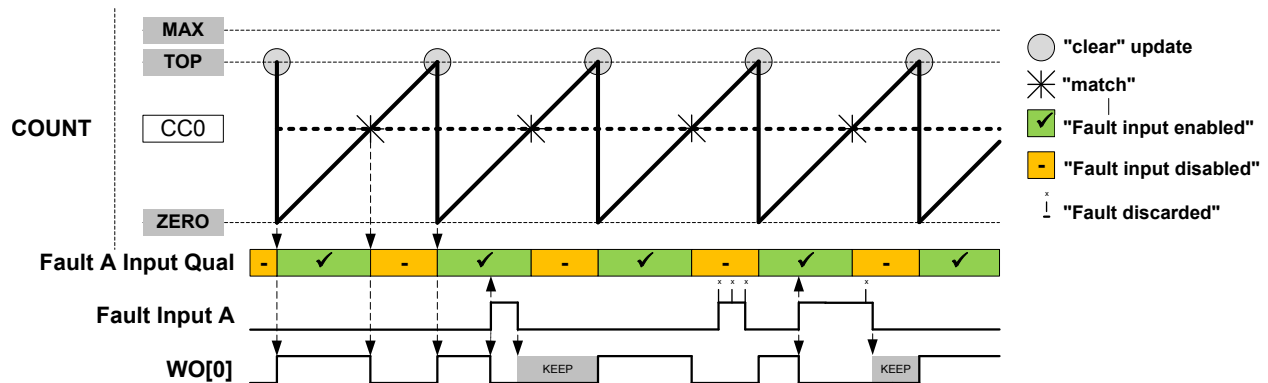 MAX
"clear" update
TOP
"match"
COUNT
CC0
"Fault input enabled"
✓
-
"Fault input disabled"
x
"Fault discarded"
ZERO
Fault A Input Qual
- ✓ - ✓ - ✓ - ✓ - ✓
x x x x
Fault Input A
WO[0]
KEEP
KEEP